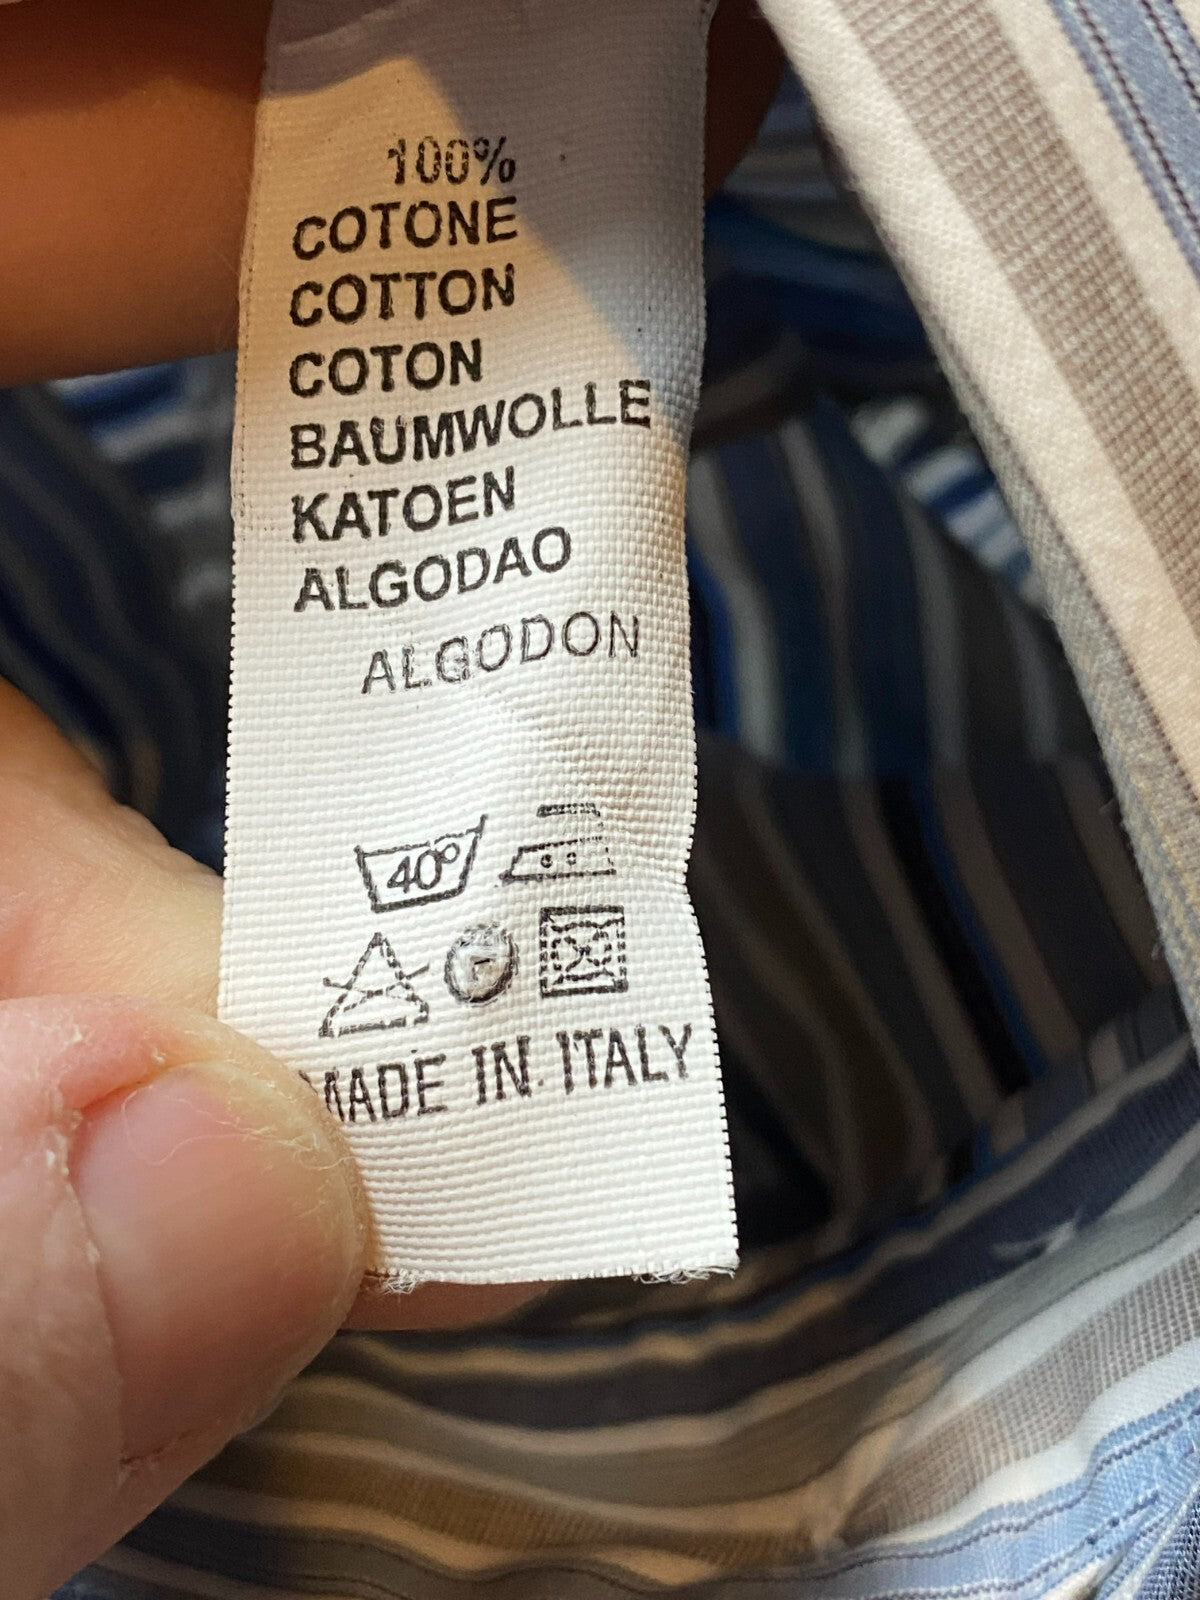 100%
COTONE
COTTON
COTON
BAUMWOLLE
KATOEN
ALGODAO
ALGODON
40°
MADE IN ITALY